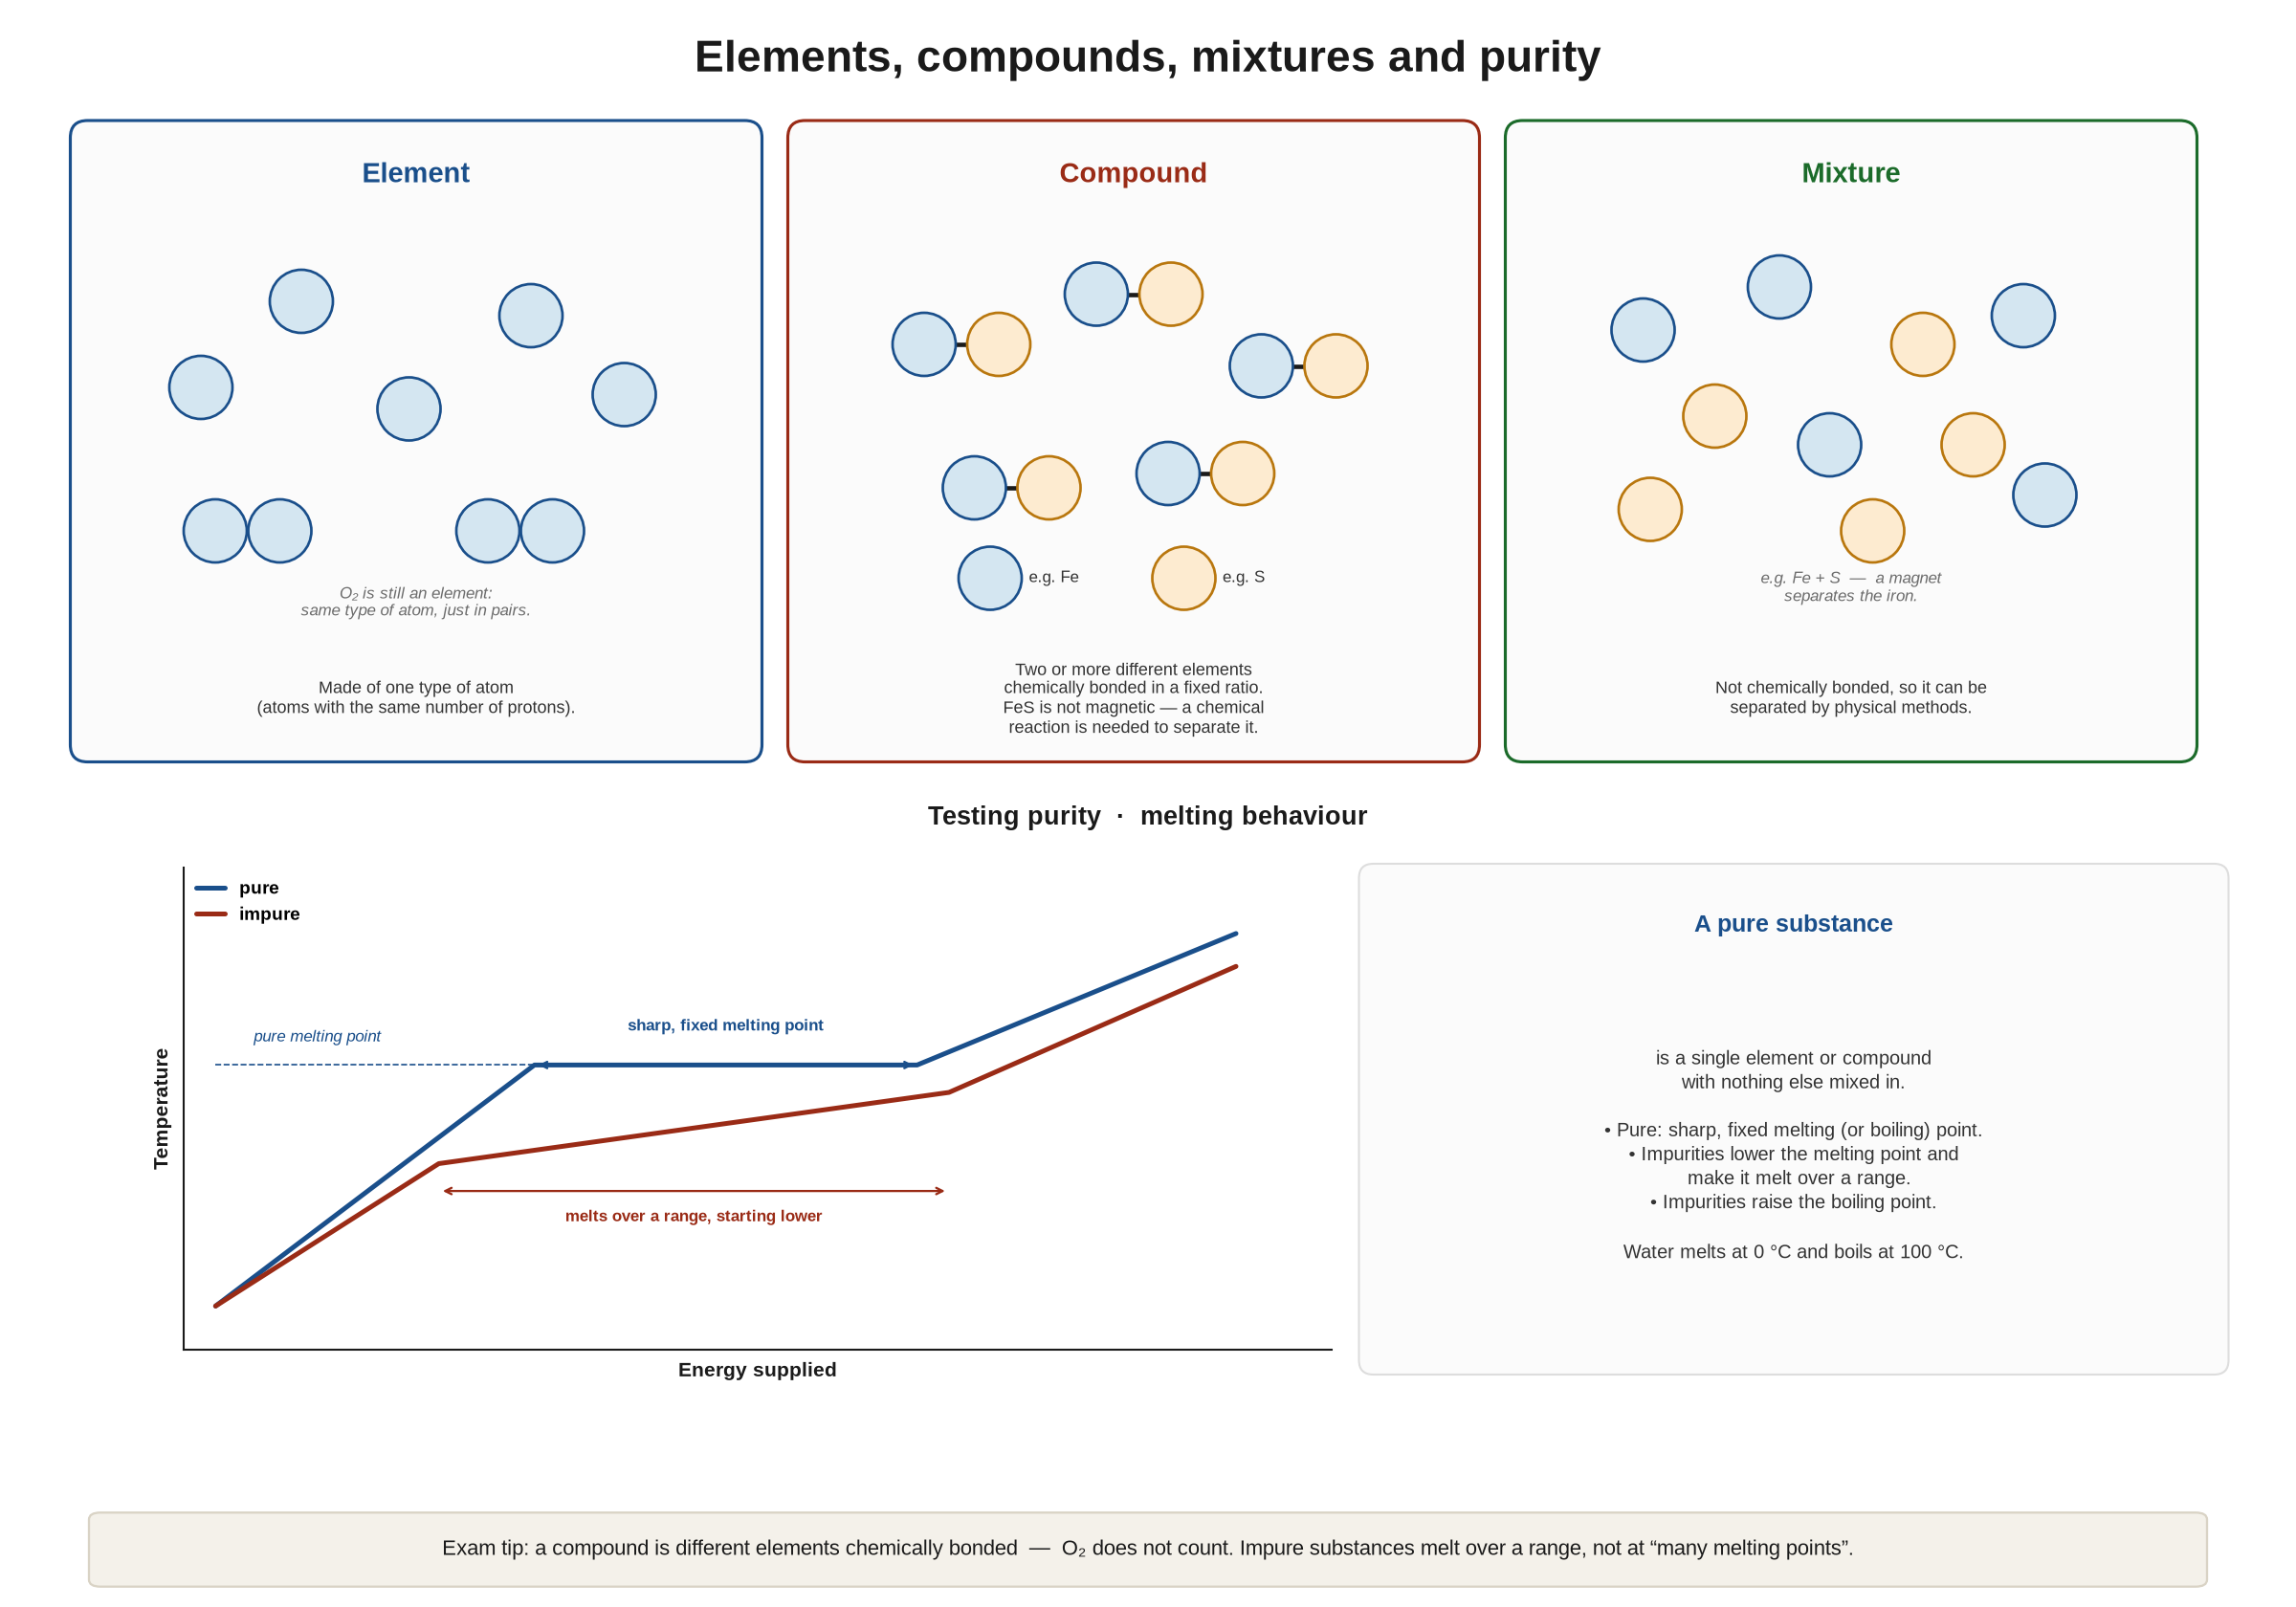 Elements, compounds, mixtures and purity
Element
O₂ is still an element:
same type of atom, just in pairs.
Made of one type of atom
(atoms with the same number of protons).
Compound
e.g. Fe
e.g. S
Two or more different elements
chemically bonded in a fixed ratio.
FeS is not magnetic — a chemical
reaction is needed to separate it.
Mixture
e.g. Fe + S — a magnet
separates the iron.
Not chemically bonded, so it can be
separated by physical methods.
Testing purity · melting behaviour
pure
impure
pure melting point
sharp, fixed melting point
melts over a range, starting lower
Temperature
Energy supplied
A pure substance
is a single element or compound
with nothing else mixed in.
• Pure: sharp, fixed melting (or boiling) point.
• Impurities lower the melting point and
make it melt over a range.
• Impurities raise the boiling point.
Water melts at 0 °C and boils at 100 °C.
Exam tip: a compound is different elements chemically bonded — O₂ does not count. Impure substances melt over a range, not at “many melting points”.